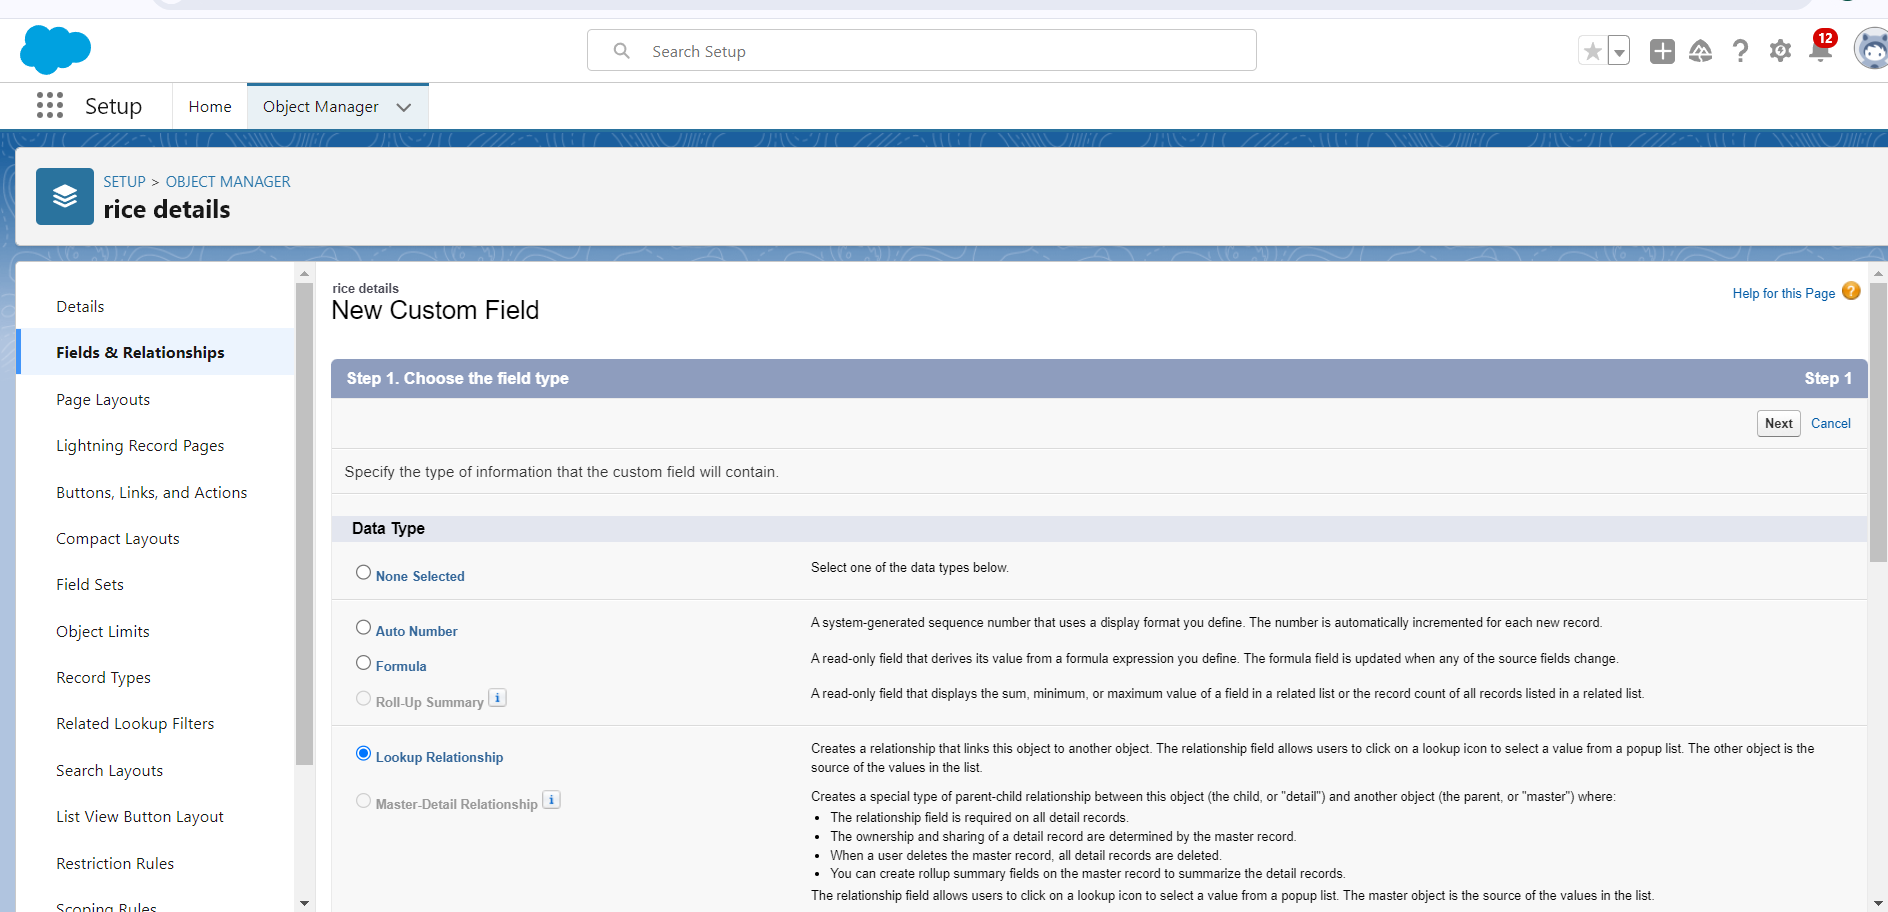 Search Setup
12
Setup
Home
Object Manager
SETUP > OBJECT MANAGER
rice details
Details
Fields & Relationships
Page Layouts
Lightning Record Pages
Buttons, Links, and Actions
Compact Layouts
Field Sets
Object Limits
Record Types
Related Lookup Filters
Search Layouts
List View Button Layout
Restriction Rules
Scoping Rules
rice details
New Custom Field
Help for this Page ?
Step 1. Choose the field type
Step 1
Next Cancel
Specify the type of information that the custom field will contain.
Data Type
None Selected
Select one of the data types below.
Auto Number
A system-generated sequence number that uses a display format you define. The number is automatically incremented for each new record.
Formula
A read-only field that derives its value from a formula expression you define. The formula field is updated when any of the source fields change.
Roll-Up Summary i
A read-only field that displays the sum, minimum, or maximum value of a field in a related list or the record count of all records listed in a related list.
Lookup Relationship
Creates a relationship that links this object to another object. The relationship field allows users to click on a lookup icon to select a value from a popup list. The other object is the
source of the values in the list.
Master-Detail Relationship i
Creates a special type of parent-child relationship between this object (the child, or "detail") and another object (the parent, or "master") where:
• The relationship field is required on all detail records.
• The ownership and sharing of a detail record are determined by the master record.
• When a user deletes the master record, all detail records are deleted.
• You can create rollup summary fields on the master record to summarize the detail records.
The relationship field allows users to click on a lookup icon to select a value from a popup list. The master object is the source of the values in the list.